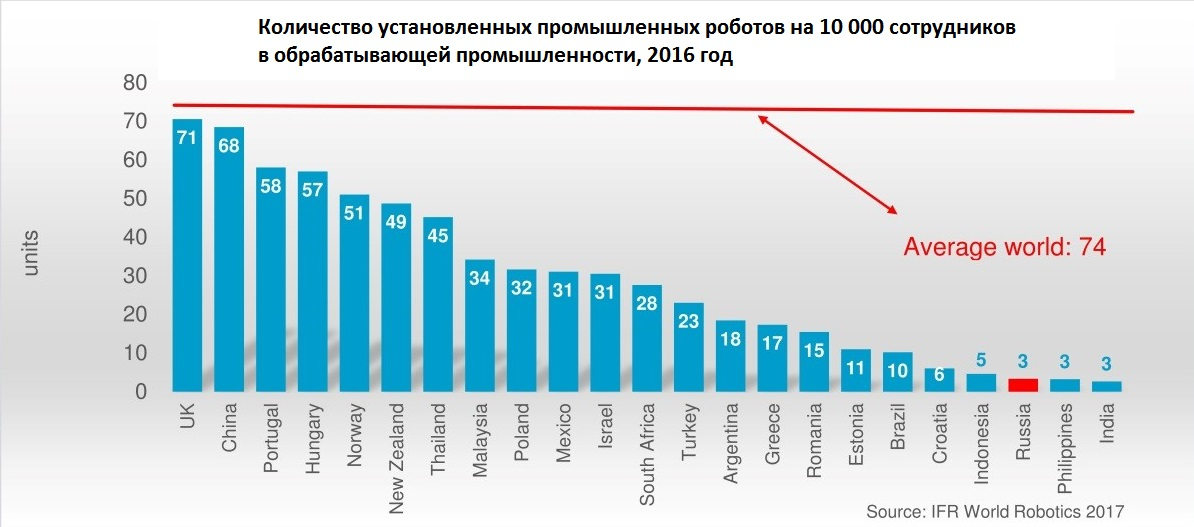 Количество установленных промышленных роботов на 10 000 сотрудников
в обрабатывающей промышленности, 2016 год
80
70
60
50
40
30
20
10
0
units
71
68
58
57
51
49
45
34
32
31
31
28
23
18
17
15
11
10
6
5
3
3
3
Average world: 74
UK
China
Portugal
Hungary
Norway
New Zealand
Thailand
Malaysia
Poland
Mexico
Israel
South Africa
Turkey
Argentina
Greece
Romania
Estonia
Brazil
Croatia
Indonesia
Russia
Philippines
India
Source: IFR World Robotics 2017